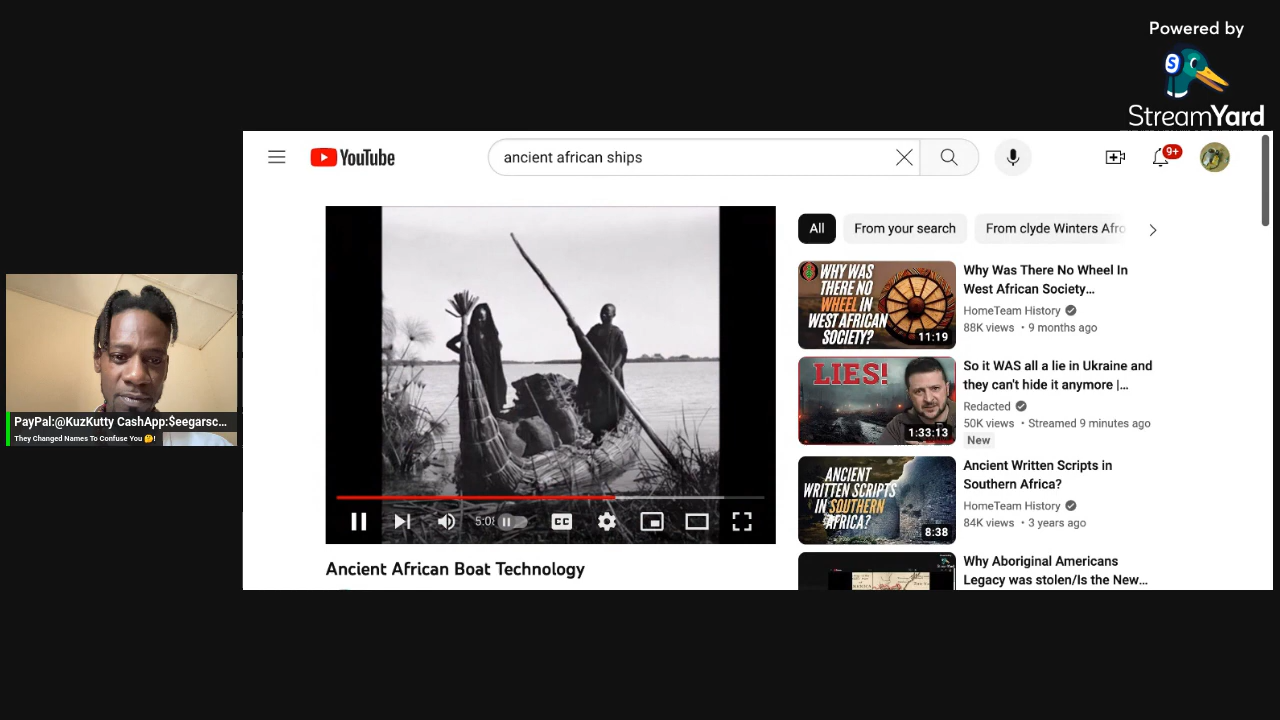 Powered by
StreamYard
YouTube
ancient african ships
9+
All
From your search
From clyde Winters Afro
WHY WAS
THERE NO
WHEEL IN
WEST AFRICAN
SOCIETY?
11:19
Why Was There No Wheel In
West African Society...
HomeTeam History
88K views • 9 months ago
LIES!
1:33:13
So it WAS all a lie in Ukraine and
they can't hide it anymore |...
Redacted
50K views • Streamed 9 minutes ago
New
ANCIENT
WRITTEN SCRIPTS
IN SOUTHERN
AFRICA?
8:38
Ancient Written Scripts in
Southern Africa?
HomeTeam History
84K views • 3 years ago
Why Aboriginal Americans
Legacy was stolen/Is the New...
CC
Ancient African Boat Technology
PayPal:@KuzKutty CashApp:$eegarsc...
They Changed Names To Confuse You 🤔!